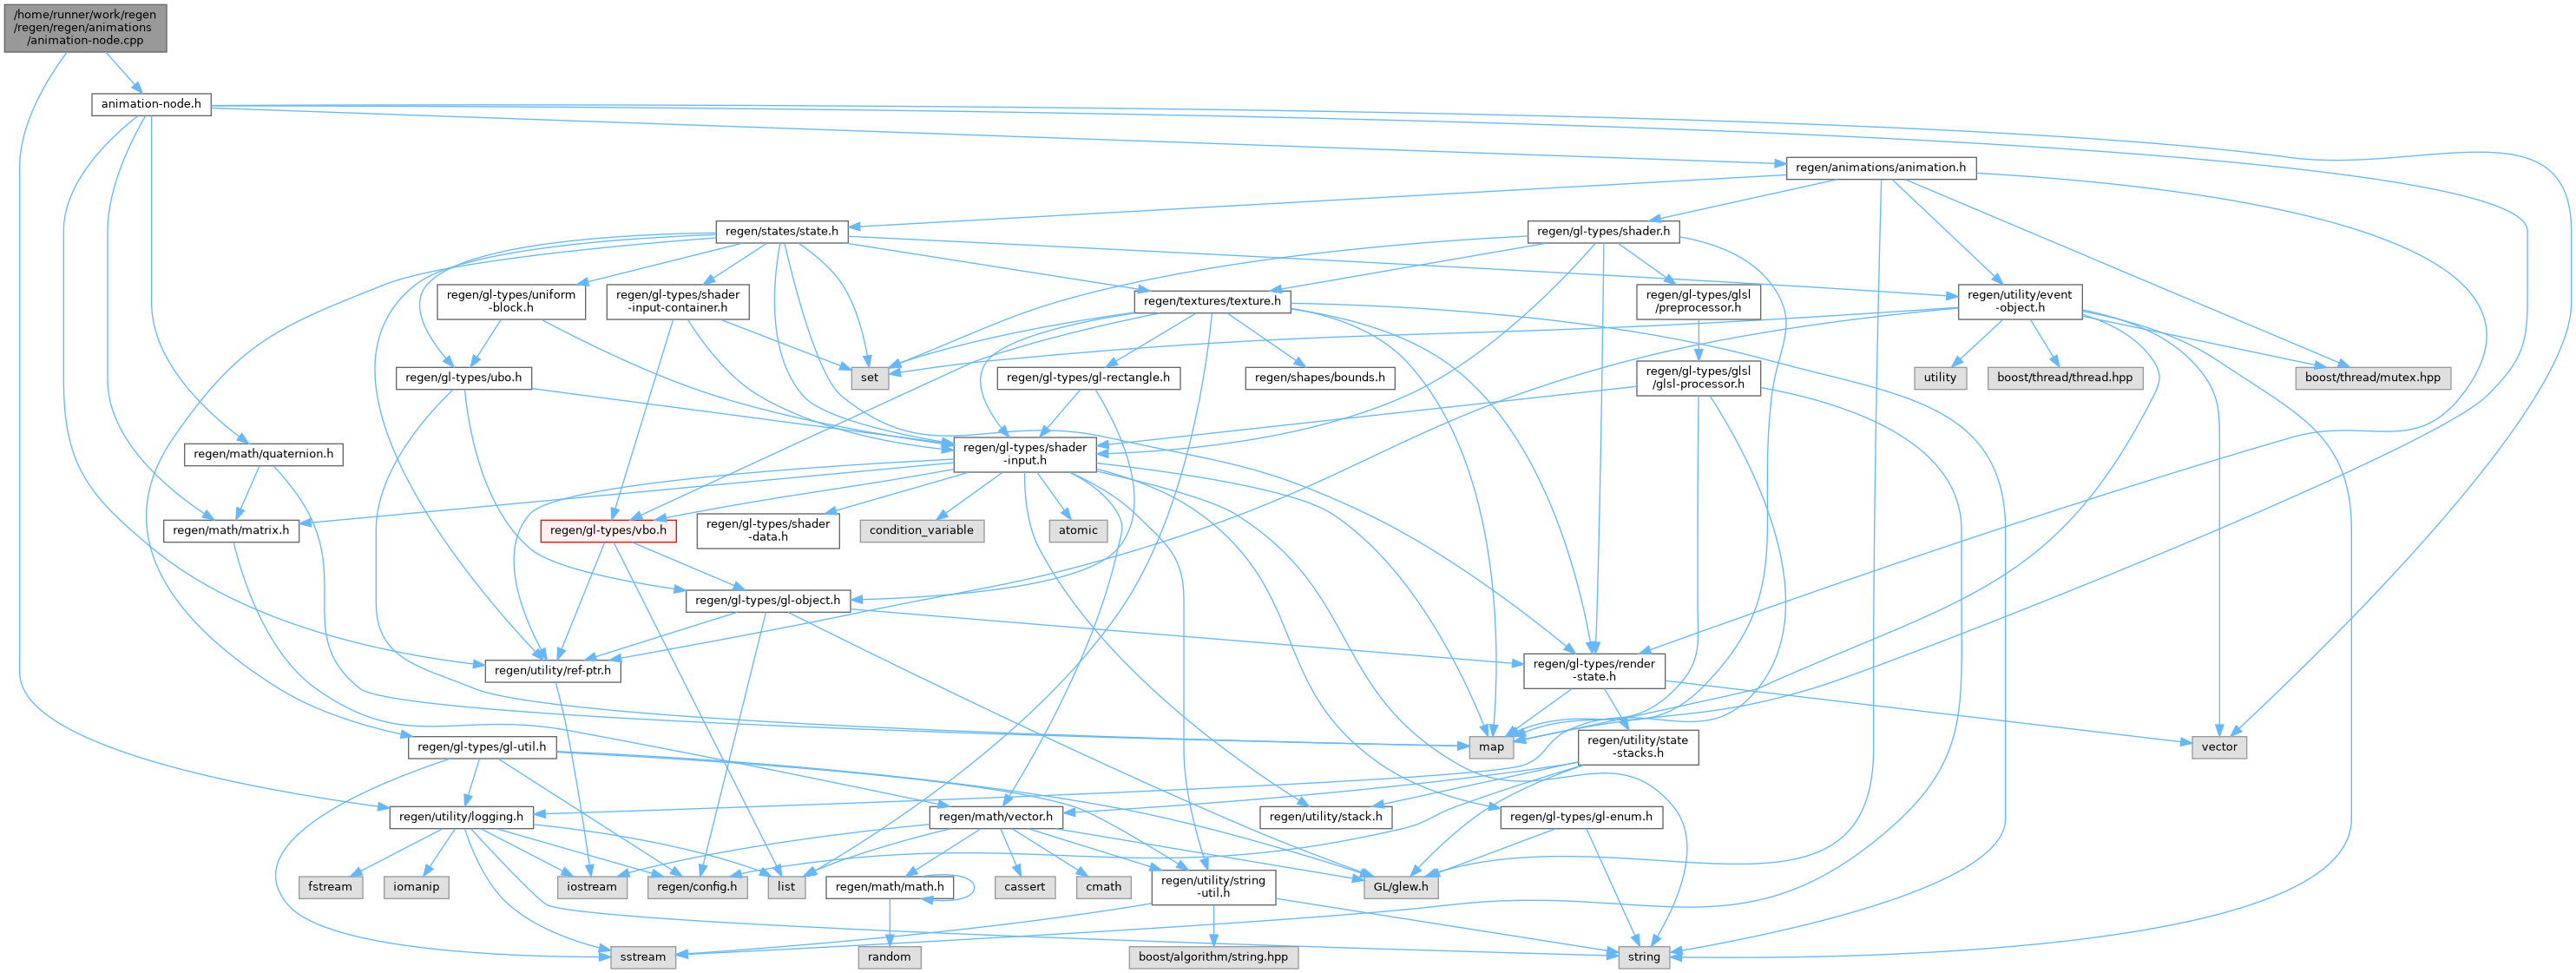 /home/runner/work/regen
/regen/regen/animations
/animation-node.cpp
animation-node.h
regen/animations/animation.h
regen/states/state.h
regen/gl-types/shader.h
regen/gl-types/uniform
-block.h
regen/gl-types/shader
-input-container.h
regen/textures/texture.h
regen/gl-types/glsl
/preprocessor.h
regen/utility/event
-object.h
regen/gl-types/ubo.h
set
regen/gl-types/gl-rectangle.h
regen/shapes/bounds.h
regen/gl-types/glsl
/glsl-processor.h
utility
boost/thread/thread.hpp
boost/thread/mutex.hpp
regen/math/quaternion.h
regen/gl-types/shader
-input.h
regen/math/matrix.h
regen/gl-types/vbo.h
regen/gl-types/shader
-data.h
condition_variable
atomic
regen/gl-types/gl-object.h
regen/utility/ref-ptr.h
regen/gl-types/render
-state.h
regen/gl-types/gl-util.h
map
regen/utility/state
-stacks.h
vector
regen/utility/logging.h
regen/math/vector.h
regen/utility/stack.h
regen/gl-types/gl-enum.h
fstream
iomanip
iostream
regen/config.h
list
regen/math/math.h
cassert
cmath
regen/utility/string
-util.h
GL/glew.h
sstream
random
boost/algorithm/string.hpp
string